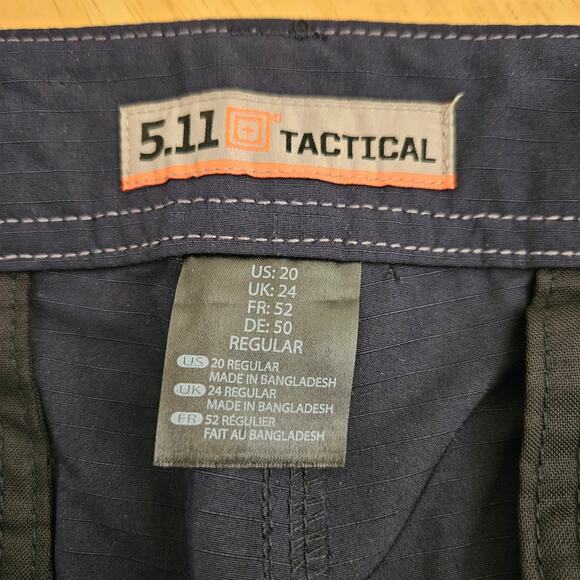 5.11 TACTICAL
US: 20
UK: 24
FR: 52
DE: 50
REGULAR
US 20 REGULAR
MADE IN BANGLADESH
UK 24 REGULAR
MADE IN BANGLADESH
FR 52 RÉGULIER
FAIT AU BANGLADESH